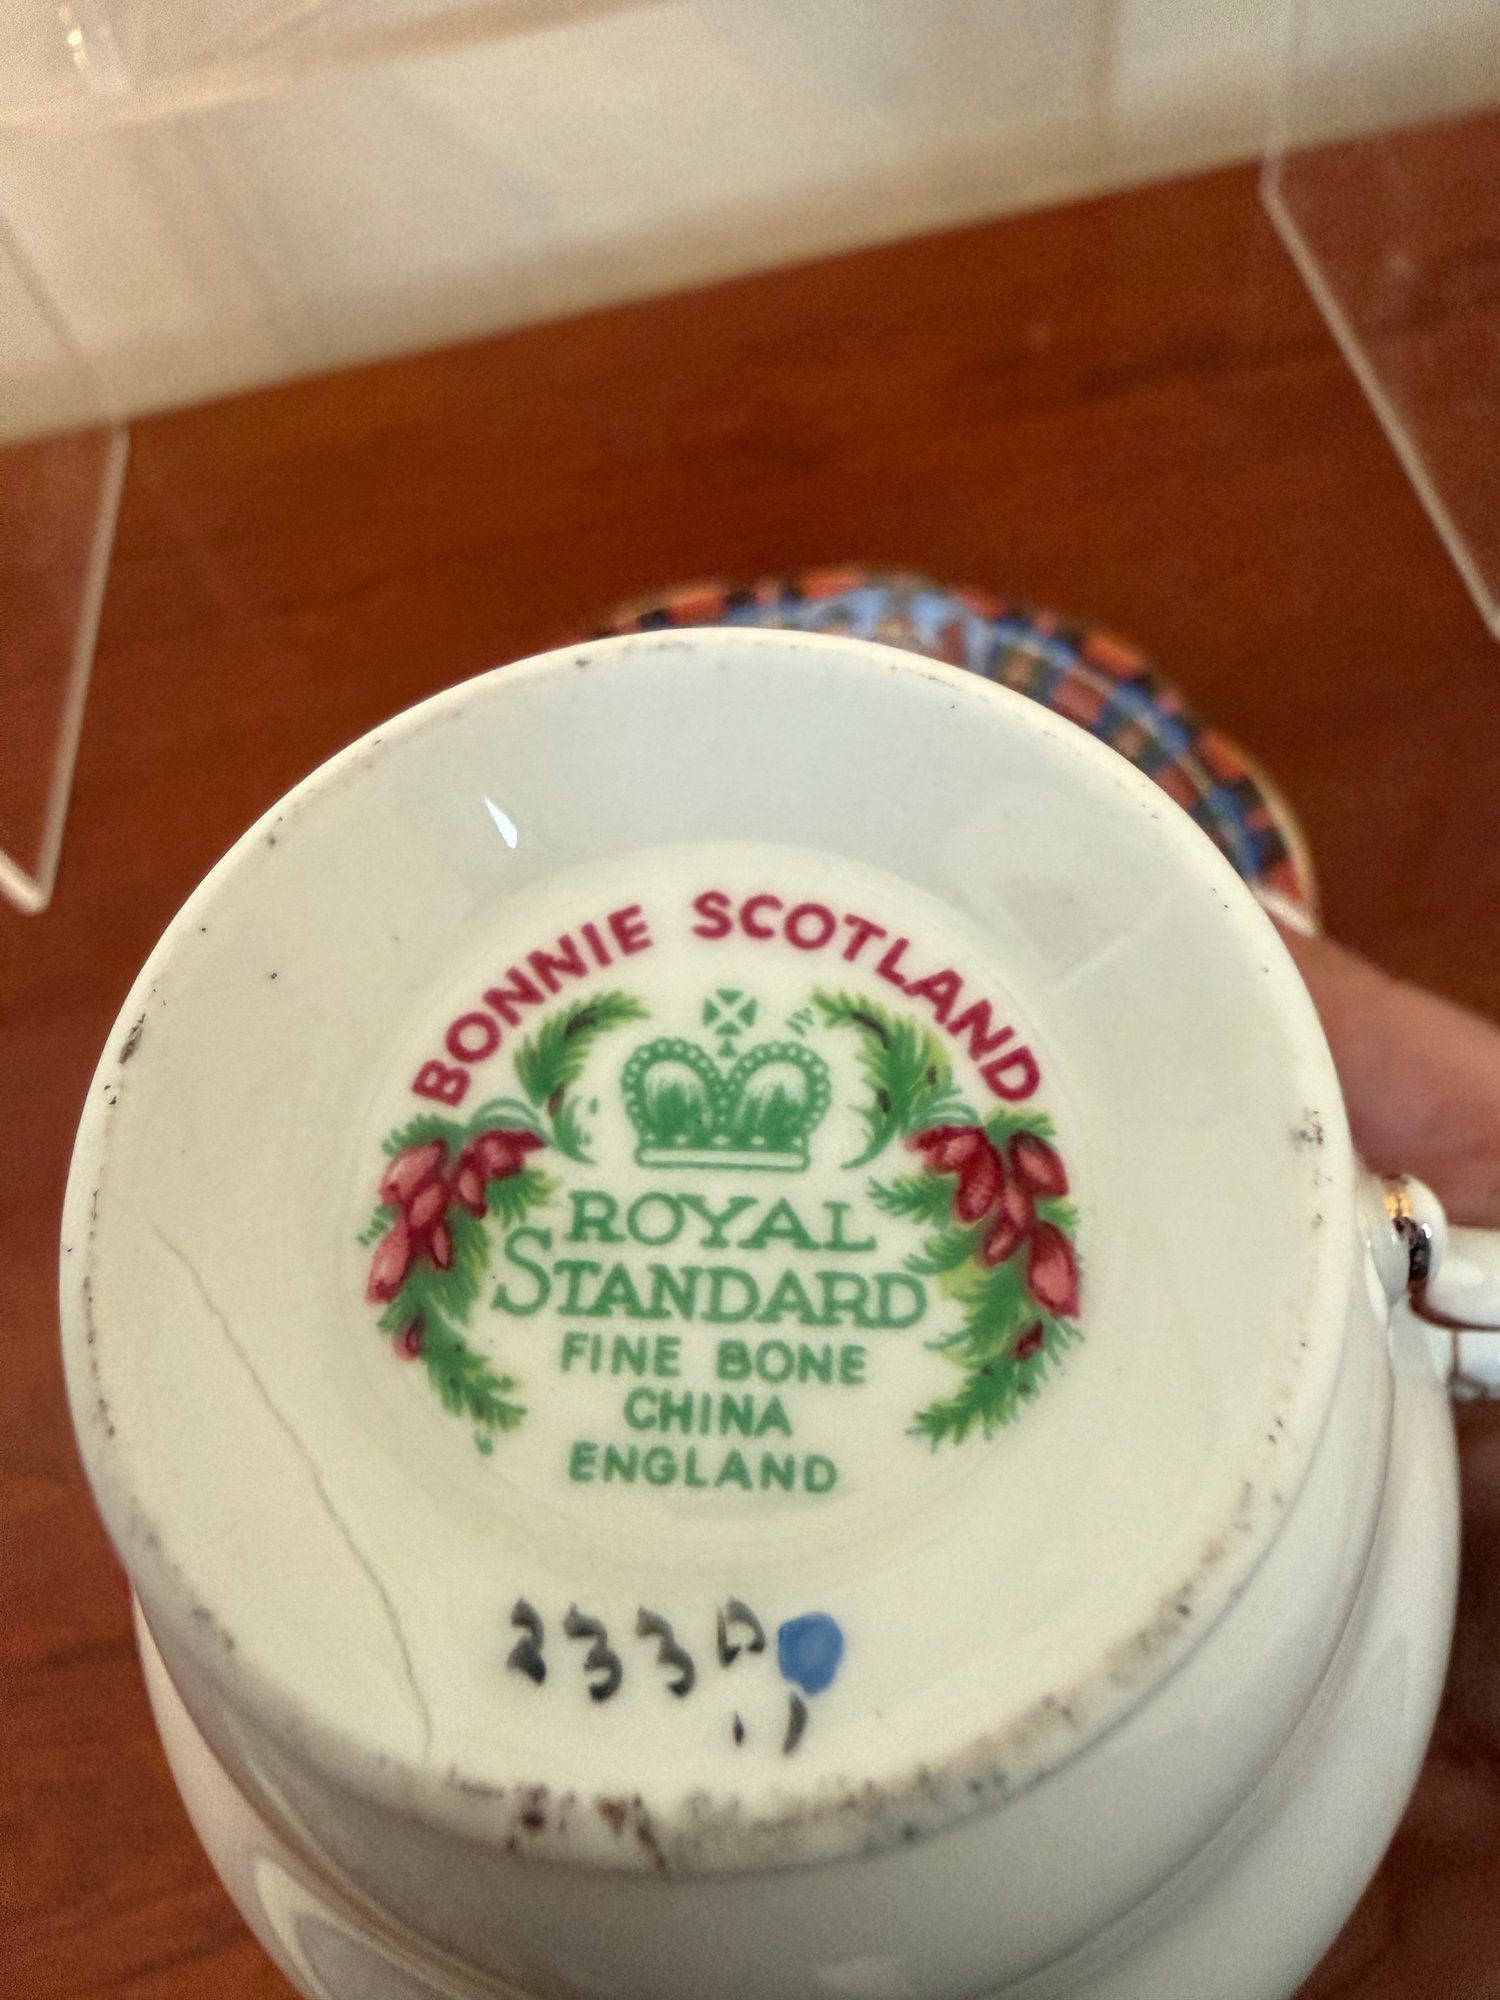 BONNIE SCOTLAND
ROYAL
STANDARD
FINE BONE
CHINA
ENGLAND